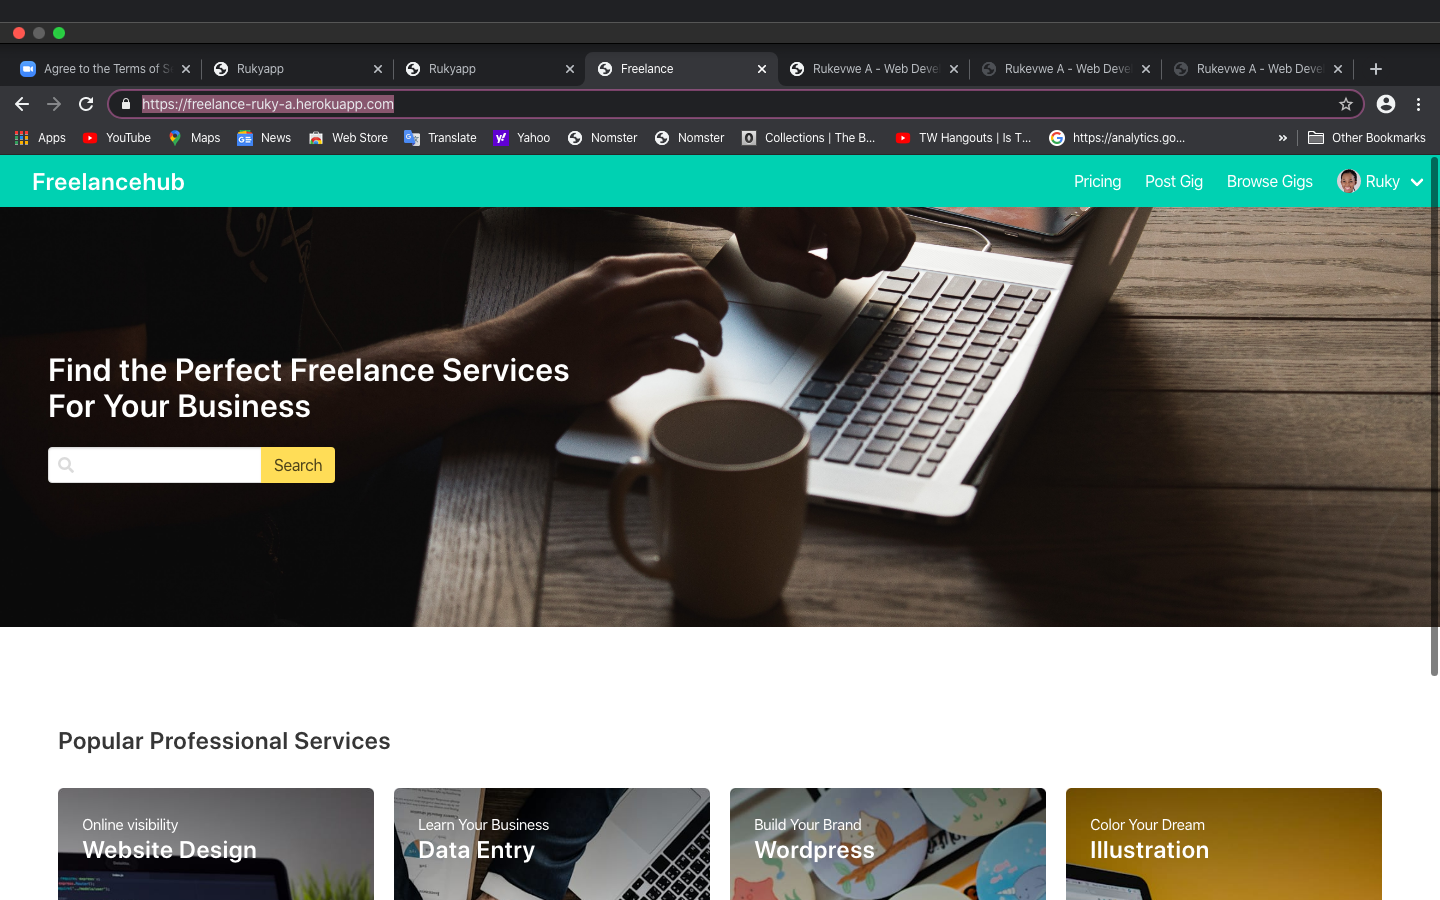 Agree to the Terms of S
Rukyapp
Rukyapp
Freelance
Rukevwe A - Web Deve
Rukevwe A - Web Deve
Rukevwe A - Web Deve
https://freelance-ruky-a.herokuapp.com
Apps
YouTube
Maps
News
Web Store
Translate
Yahoo
Nomster
Nomster
Collections | The B...
TW Hangouts | Is T...
https://analytics.go...
Other Bookmarks
Freelancehub
Pricing
Post Gig
Browse Gigs
Ruky
Find the Perfect Freelance Services
For Your Business
Search
Popular Professional Services
Online visibility
Website Design
Learn Your Business
Data Entry
Build Your Brand
Wordpress
Color Your Dream
Illustration